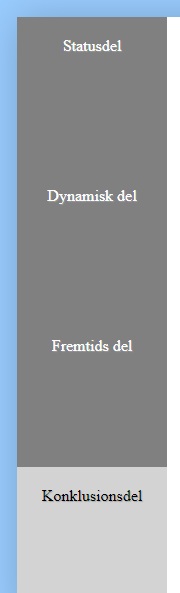 Statusdel
Dynamisk del
Fremtids del
Konklusionsdel